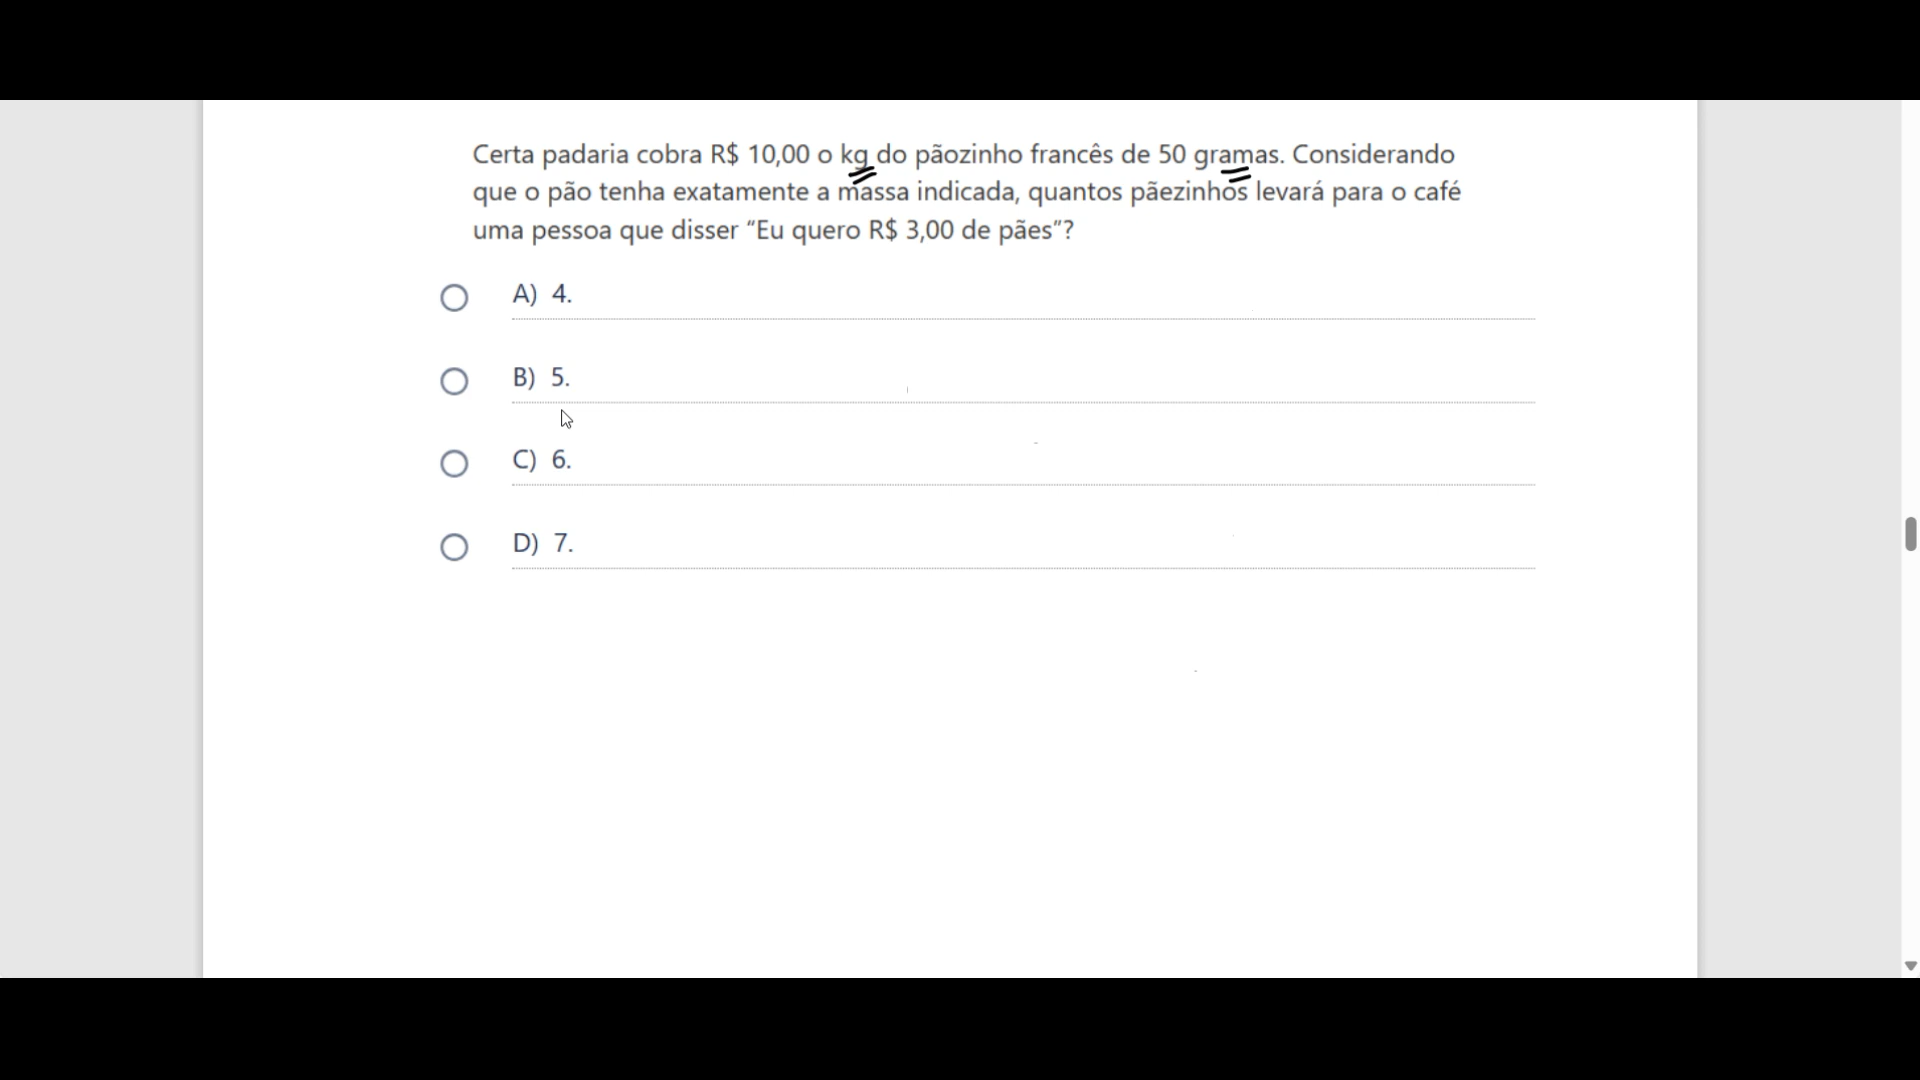 Certa padaria cobra R$ 10,00 o kg do pãozinho francês de 50 gramas. Considerando
que o pão tenha exatamente a massa indicada, quantos pãezinhos levará para o café
uma pessoa que disser “Eu quero R$ 3,00 de pães”?
A) 4.
B) 5.
C) 6.
D) 7.